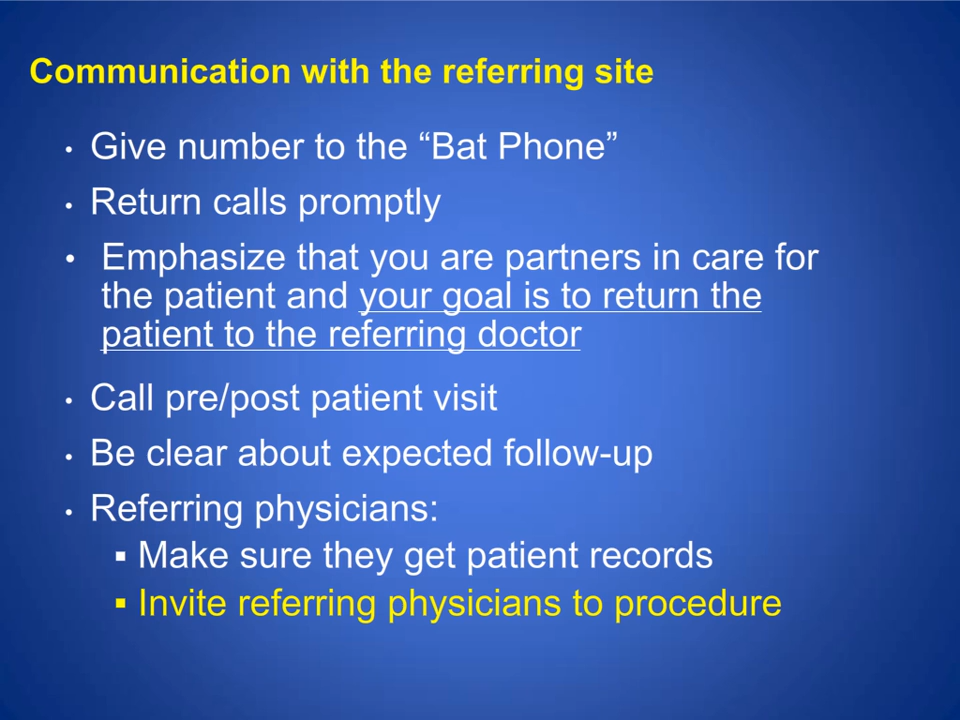 Communication with the referring site
• Give number to the “Bat Phone”
• Return calls promptly
• Emphasize that you are partners in care for
the patient and your goal is to return the
patient to the referring doctor
• Call pre/post patient visit
• Be clear about expected follow-up
• Referring physicians:
▪ Make sure they get patient records
▪ Invite referring physicians to procedure